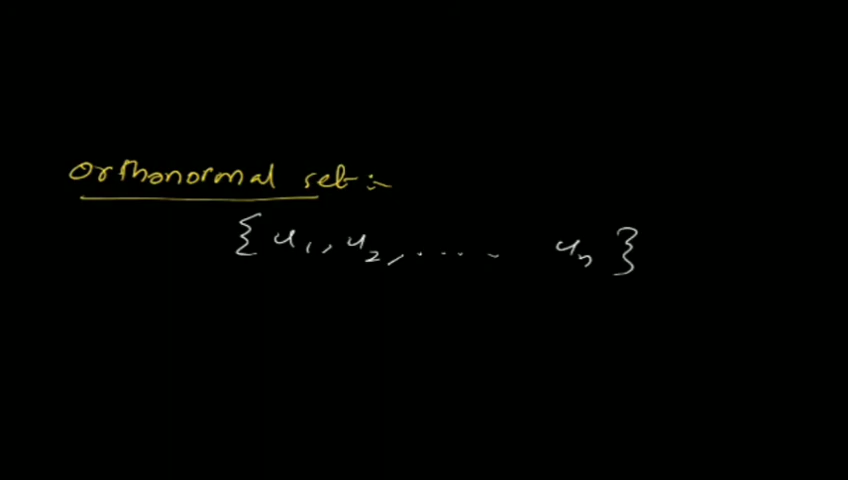 Orthonormal set :-
{ u₁, u₂, .... uₙ }